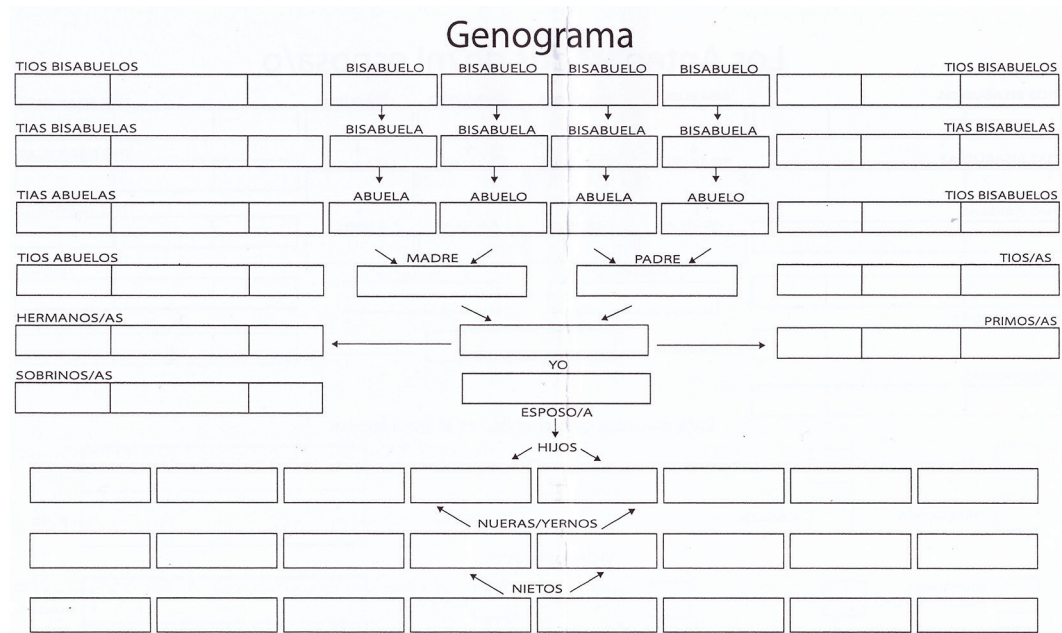 Genograma
TIOS BISABUELOS BISABUELO BISABUELO BISABUELO BISABUELO TIOS BISABUELOS
TIAS BISABUELAS BISABUELA BISABUELA BISABUELA BISABUELA TIAS BISABUELAS
TIAS ABUELAS ABUELA ABUELO ABUELA ABUELO TIOS BISABUELOS
TIOS ABUELOS MADRE PADRE TIOS/AS
HERMANOS/AS PRIMOS/AS
YO
SOBRINOS/AS
ESPOSO/A
HIJOS
NUERAS/YERNOS
NIETOS